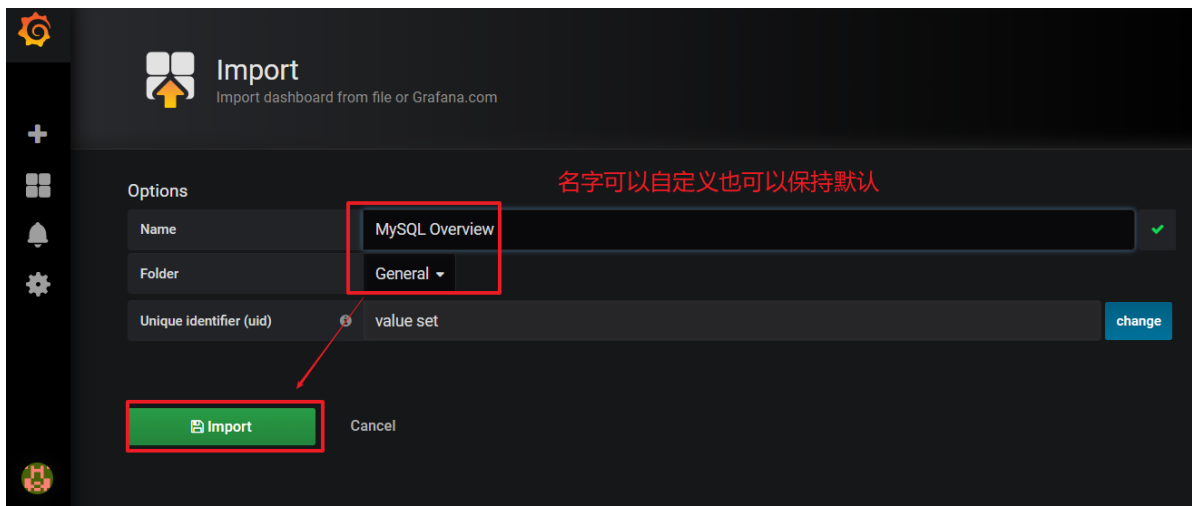 Import
Import dashboard from file or Grafana.com
名字可以自定义也可以保持默认
Options
Name MySQL Overview
Folder General
Unique identifier (uid) value set change
Import Cancel